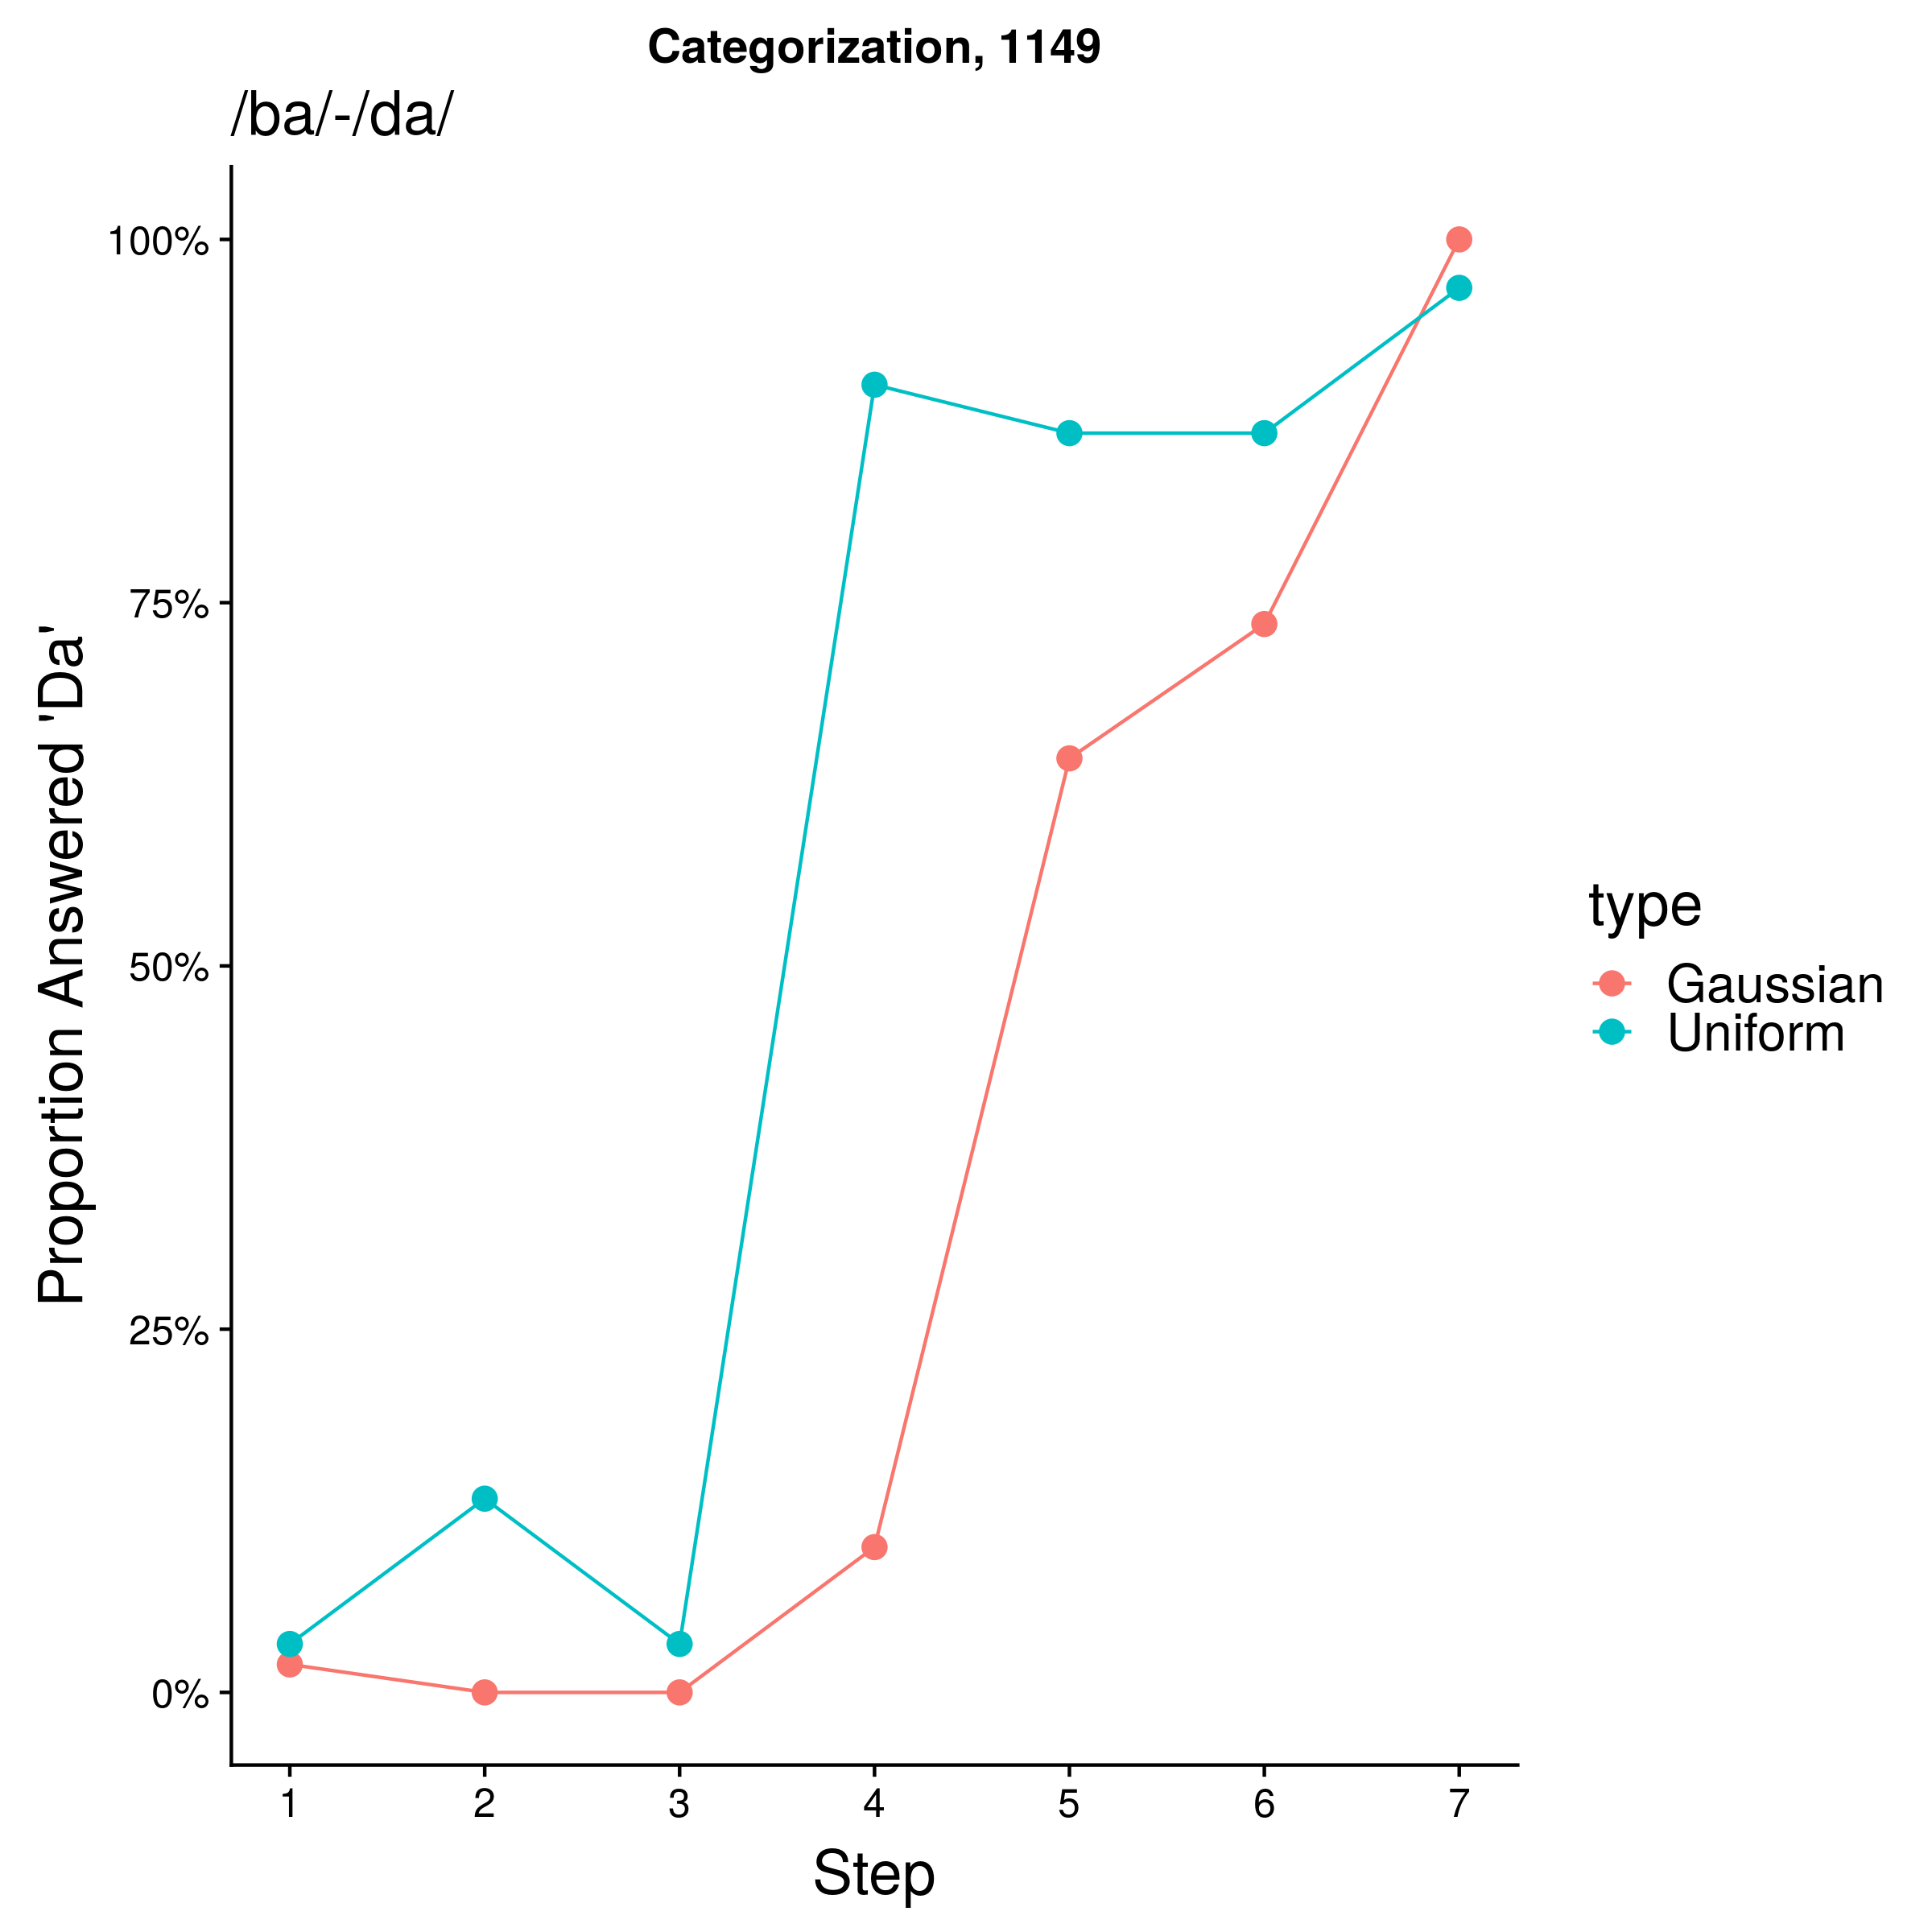 Categorization, 1149
/ba/-/da/
Proportion Answered 'Da'
100%
75%
50%
25%
0%
1 2 3 4 5 6 7
Step
type
Gaussian
Uniform